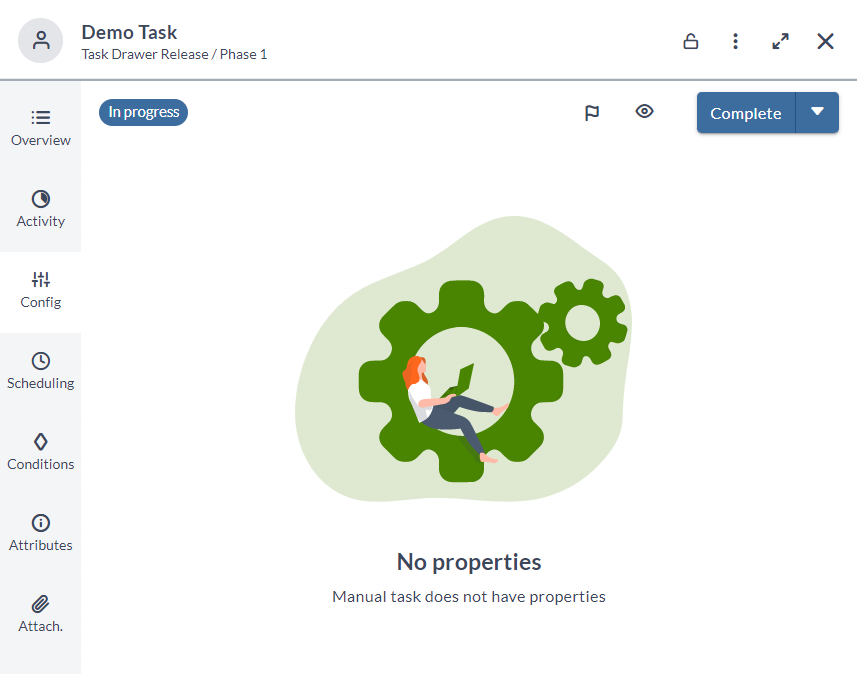 Demo Task
Task Drawer Release / Phase 1
In progress
Complete
Overview
Activity
Config
Scheduling
Conditions
Attributes
Attach.
No properties
Manual task does not have properties